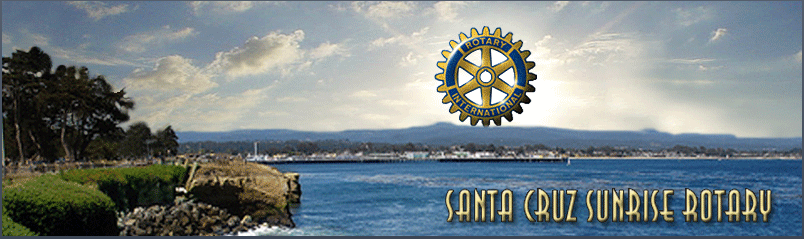 ROTARY
INTERNATIONAL
SANTA CRUZ SUNRISE ROTARY